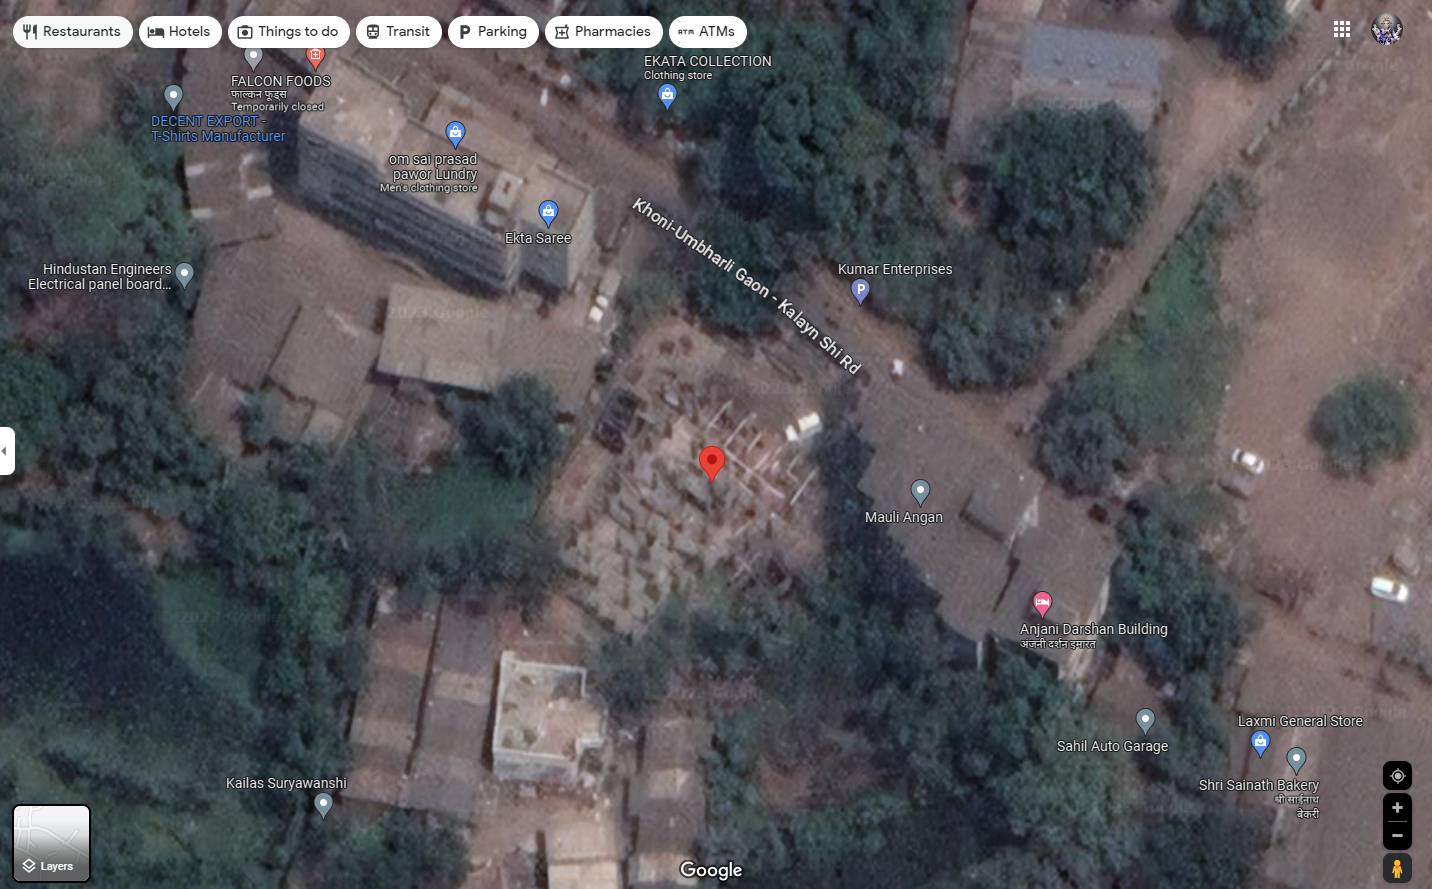 Restaurants
Hotels
Things to do
Transit
Parking
Pharmacies
ATM
ATMs
EKATA COLLECTION
Clothing store
FALCON FOODS
फाल्कन फूड्स
Temporarily closed
DECENT EXPORT -
T-Shirts Manufacturer
om sai prasad
pawor Lundry
Men's clothing store
Ekta Saree
Khoni-Umbharli Gaon - Kalayn Shi Rd
Hindustan Engineers
Electrical panel board...
Kumar Enterprises
P
Mauli Angan
Anjani Darshan Building
अंजनी दर्शन इमारत
Sahil Auto Garage
Laxmi General Store
Shri Sainath Bakery
श्री साईनाथ
बेकरी
Kailas Suryawanshi
Layers
Google